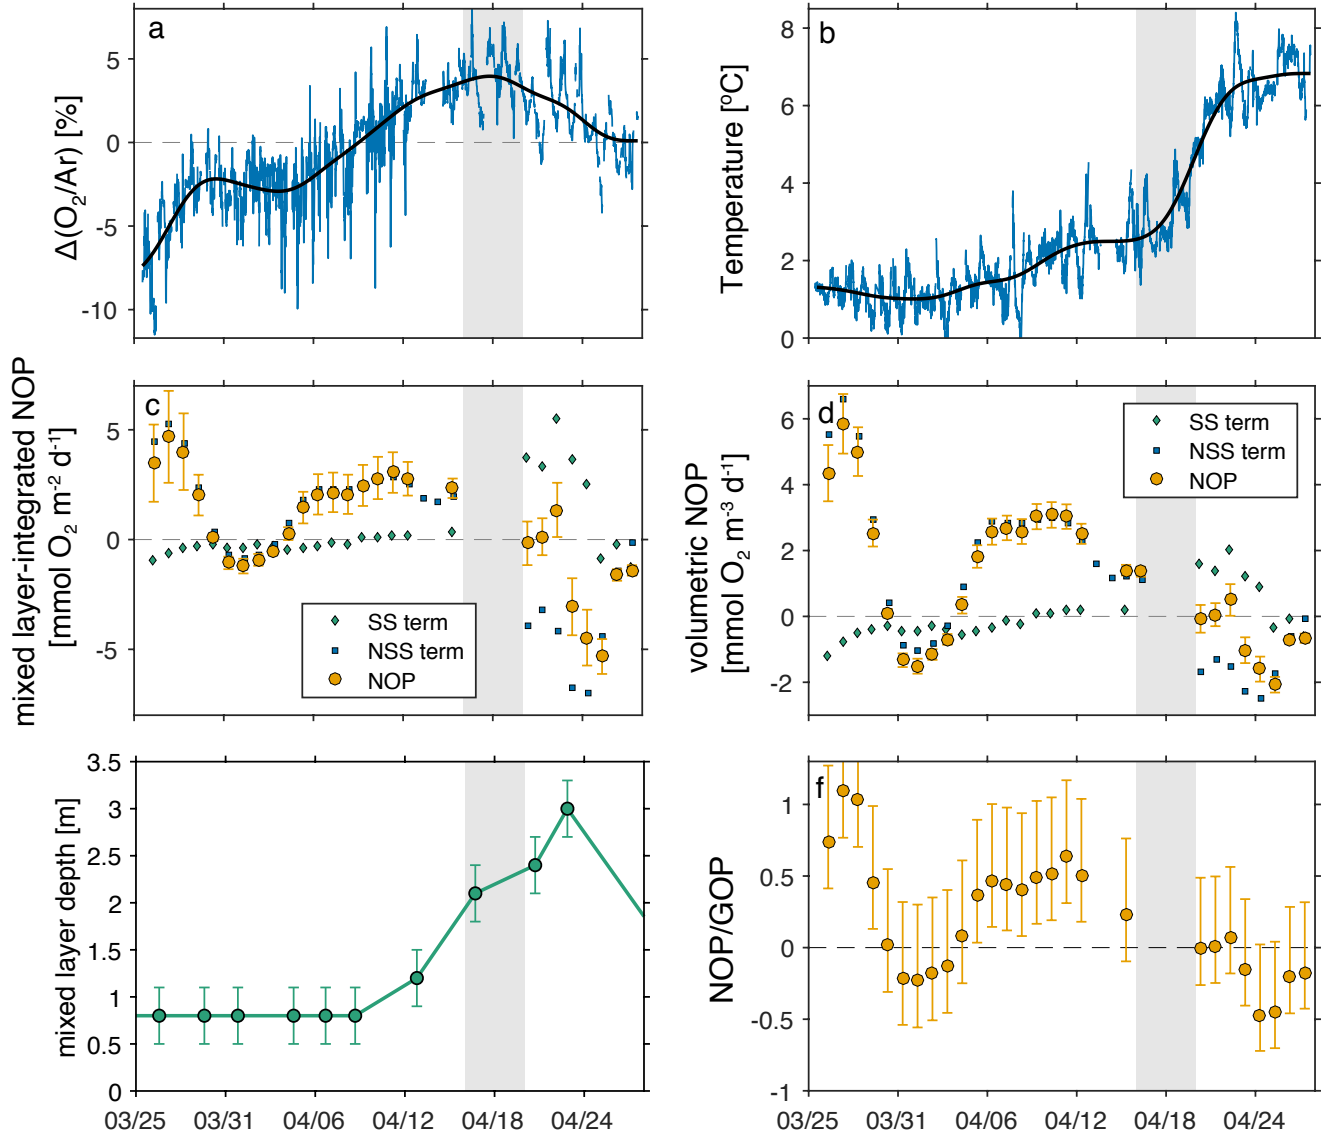 a
Δ(O₂/Ar) [%]
5
0
-5
-10
b
Temperature [ºC]
8
6
4
2
0
c
mixed layer-integrated NOP
[mmol O₂ m⁻² d⁻¹]
5
0
-5
SS term
NSS term
NOP
d
volumetric NOP
[mmol O₂ m⁻³ d⁻¹]
6
4
2
0
-2
SS term
NSS term
NOP
mixed layer depth [m]
3.5
3
2.5
2
1.5
1
0.5
0
03/25 03/31 04/06 04/12 04/18 04/24
f
NOP/GOP
1
0.5
0
-0.5
-1
03/25 03/31 04/06 04/12 04/18 04/24